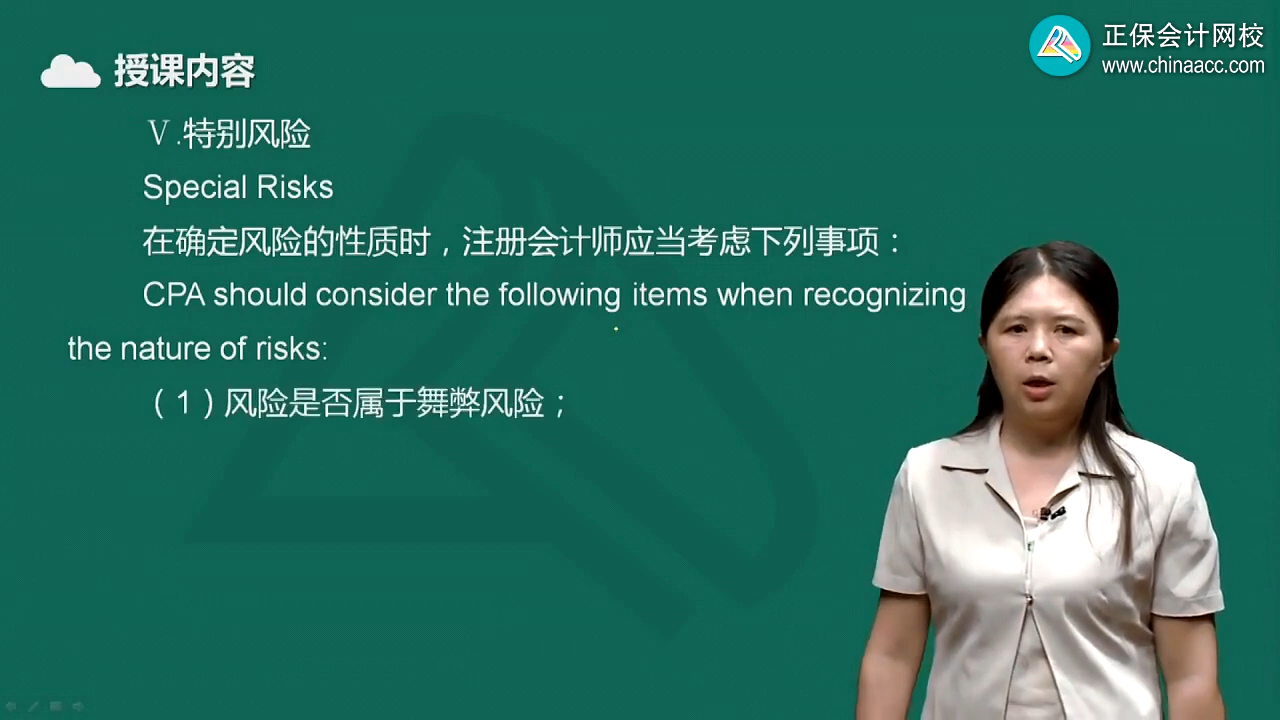 正保会计网校
www.chinaacc.com
授课内容
Ⅴ.特别风险
Special Risks
在确定风险的性质时，注册会计师应当考虑下列事项：
CPA should consider the following items when recognizing
the nature of risks:
（1）风险是否属于舞弊风险；